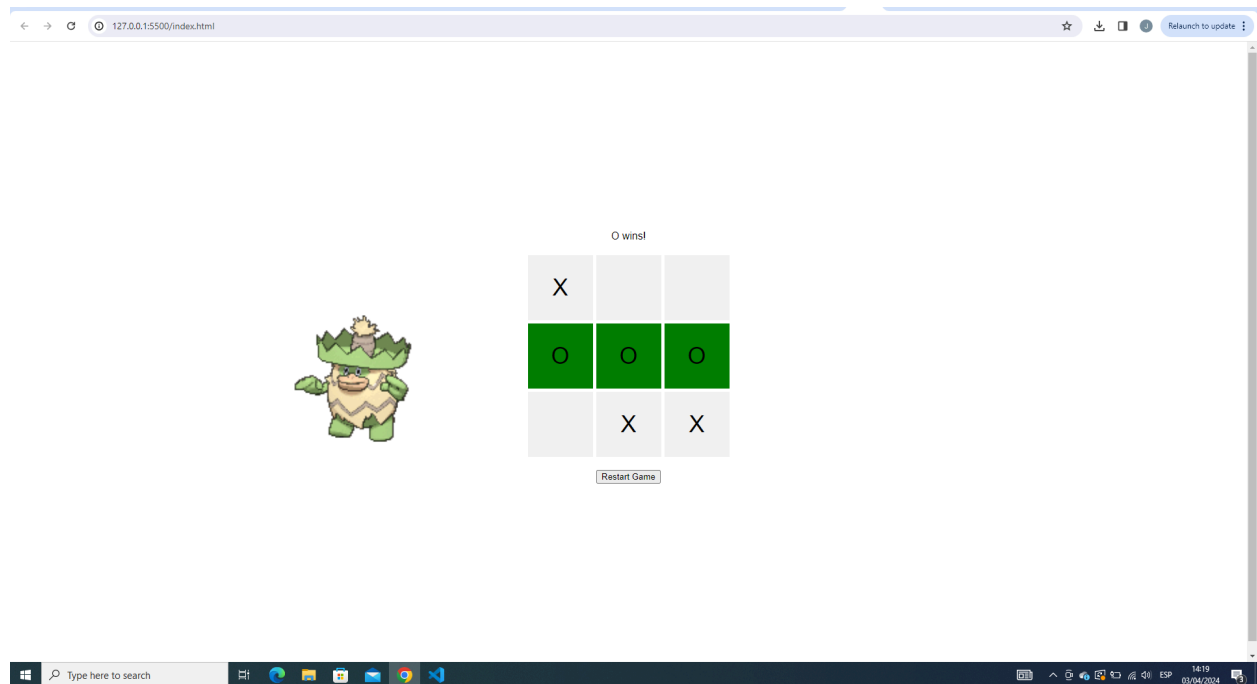 127.0.0.1:5500/index.html
Relaunch to update
O wins!
X
O O O
X X
Restart Game
Type here to search
ESP
14:19
03/04/2024